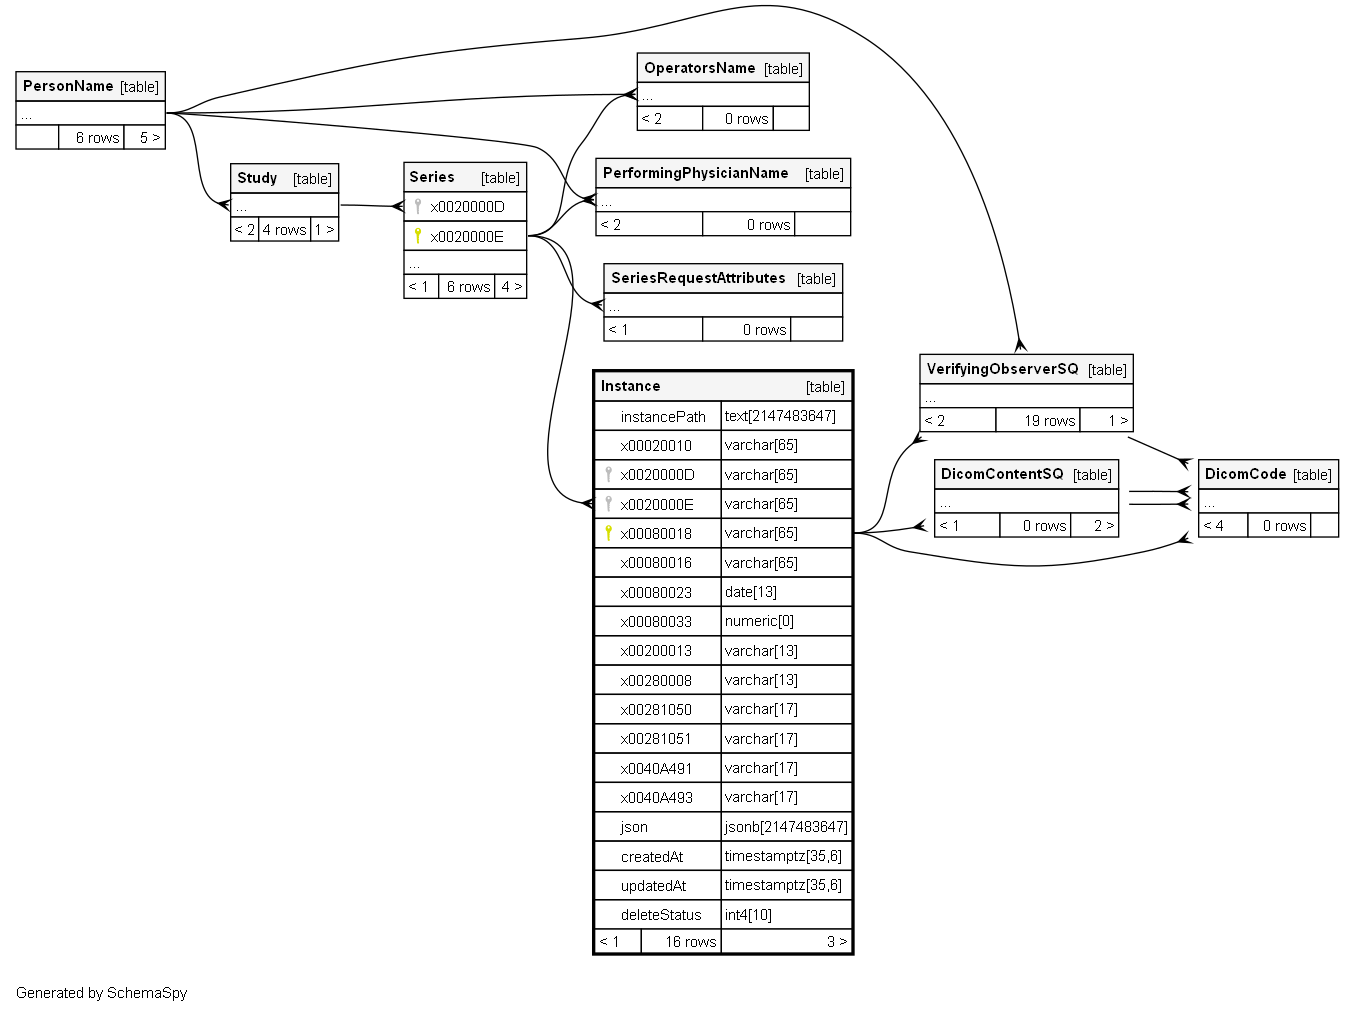 PersonName [table]
...
6 rows 5 >
Study [table]
...
< 2 4 rows 1 >
Series [table]
x0020000D
x0020000E
...
< 1 6 rows 4 >
OperatorsName [table]
...
< 2 0 rows
PerformingPhysicianName [table]
...
< 2 0 rows
SeriesRequestAttributes [table]
...
< 1 0 rows
Instance [table]
instancePath text[2147483647]
x00020010 varchar[65]
x0020000D varchar[65]
x0020000E varchar[65]
x00080018 varchar[65]
x00080016 varchar[65]
x00080023 date[13]
x00080033 numeric[0]
x00200013 varchar[13]
x00280008 varchar[13]
x00281050 varchar[17]
x00281051 varchar[17]
x0040A491 varchar[17]
x0040A493 varchar[17]
json jsonb[2147483647]
createdAt timestamptz[35,6]
updatedAt timestamptz[35,6]
deleteStatus int4[10]
< 1 16 rows 3 >
VerifyingObserverSQ [table]
...
< 2 19 rows 1 >
DicomContentSQ [table]
...
< 1 0 rows 2 >
DicomCode [table]
...
< 4 0 rows
Generated by SchemaSpy